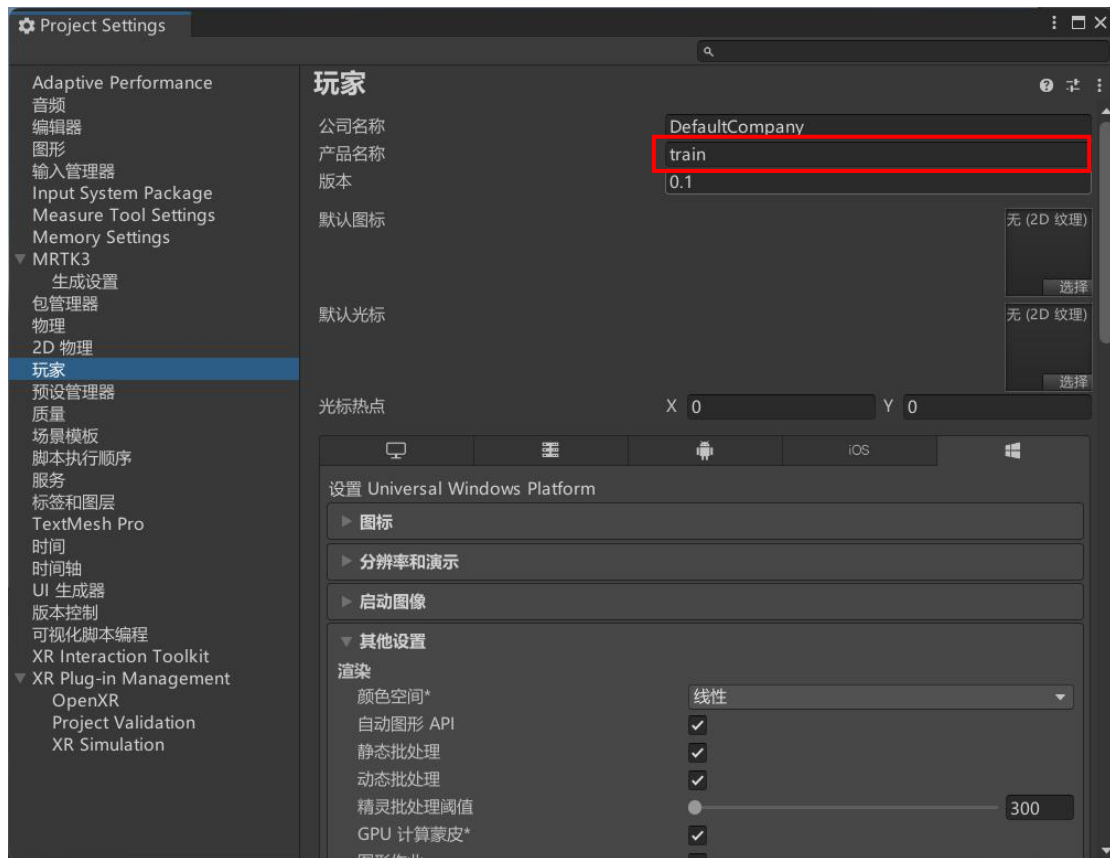 Project Settings
Adaptive Performance
音频
编辑器
图形
输入管理器
Input System Package
Measure Tool Settings
Memory Settings
MRTK3
生成设置
包管理器
物理
2D 物理
玩家
预设管理器
质量
场景模板
脚本执行顺序
服务
标签和图层
TextMesh Pro
时间
时间轴
UI 生成器
版本控制
可视化脚本编程
XR Interaction Toolkit
XR Plug-in Management
OpenXR
Project Validation
XR Simulation
玩家
公司名称 DefaultCompany
产品名称 train
版本 0.1
默认图标 无 (2D 纹理)
选择
默认光标 无 (2D 纹理)
选择
光标热点 X 0 Y 0
iOS
设置 Universal Windows Platform
图标
分辨率和演示
启动图像
其他设置
渲染
颜色空间* 线性
自动图形 API
静态批处理
动态批处理
精灵批处理阈值 300
GPU 计算蒙皮*